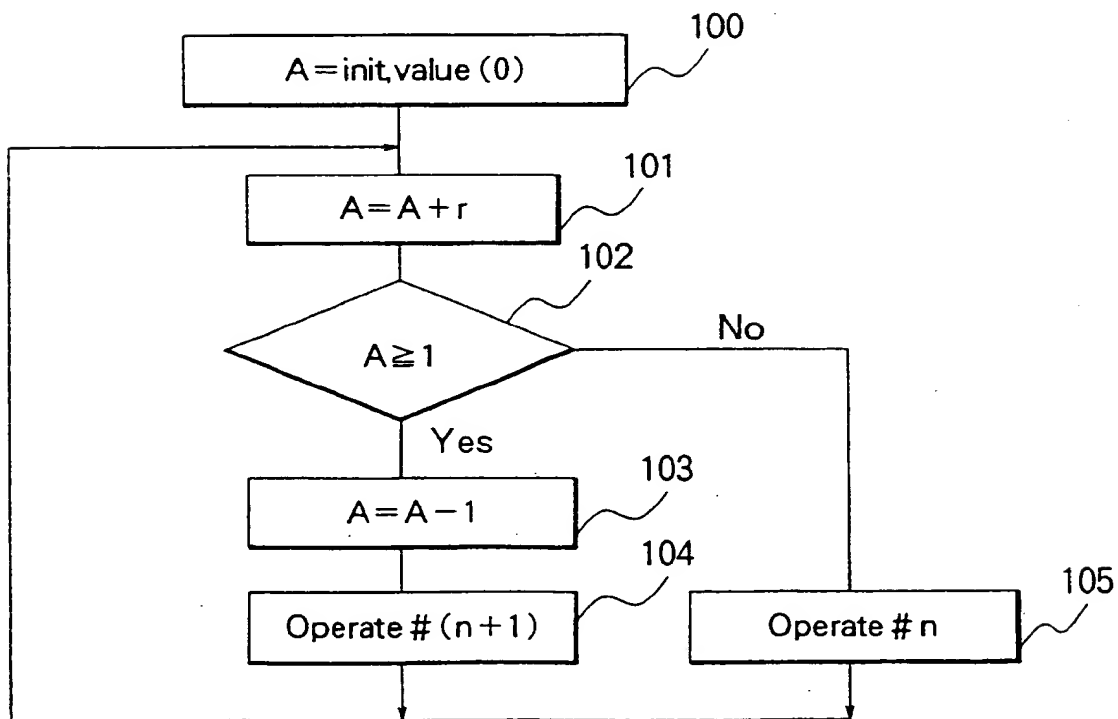 100
A=init,value (0)
101
A=A+r
102
A≧1
No
Yes
103
A=A-1
104
Operate # (n+1)
105
Operate # n